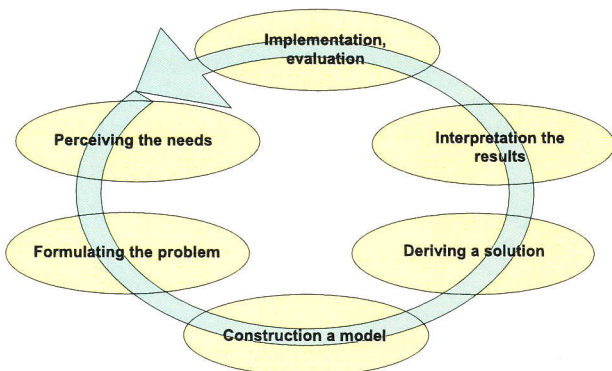 Implementation,
evaluation
Perceiving the needs
Interpretation the
results
Formulating the problem
Deriving a solution
Construction a model